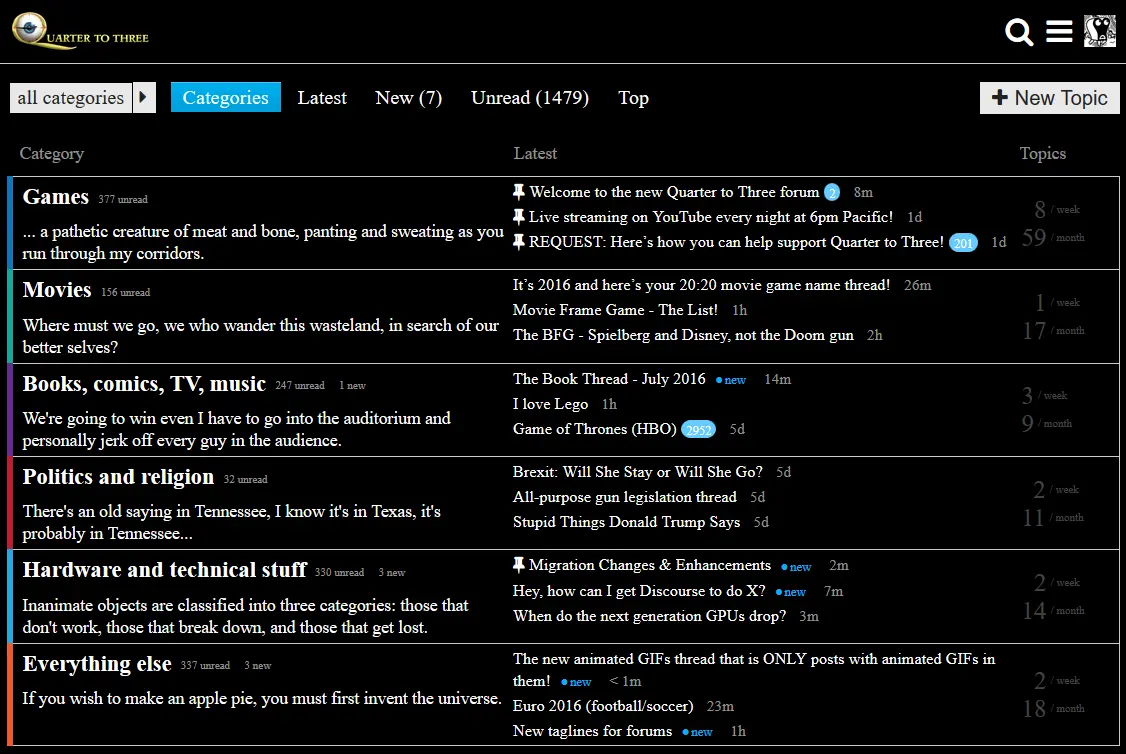 QUARTER TO THREE
all categories Categories Latest New (7) Unread (1479) Top + New Topic
Category Latest Topics
Games 377 unread
... a pathetic creature of meat and bone, panting and sweating as you
run through my corridors.
Welcome to the new Quarter to Three forum 2 8m
Live streaming on YouTube every night at 6pm Pacific! 1d
REQUEST: Here’s how you can help support Quarter to Three! 201 1d
8 / week
59 / month
Movies 156 unread
Where must we go, we who wander this wasteland, in search of our
better selves?
It’s 2016 and here’s your 20:20 movie game name thread! 26m
Movie Frame Game - The List! 1h
The BFG - Spielberg and Disney, not the Doom gun 2h
1 / week
17 / month
Books, comics, TV, music 247 unread 1 new
We're going to win even I have to go into the auditorium and
personally jerk off every guy in the audience.
The Book Thread - July 2016 new 14m
I love Lego 1h
Game of Thrones (HBO) 2952 5d
3 / week
9 / month
Politics and religion 32 unread
There's an old saying in Tennessee, I know it's in Texas, it's
probably in Tennessee...
Brexit: Will She Stay or Will She Go? 5d
All-purpose gun legislation thread 5d
Stupid Things Donald Trump Says 5d
2 / week
11 / month
Hardware and technical stuff 330 unread 3 new
Inanimate objects are classified into three categories: those that
don't work, those that break down, and those that get lost.
Migration Changes & Enhancements new 2m
Hey, how can I get Discourse to do X? new 7m
When do the next generation GPUs drop? 3m
2 / week
14 / month
Everything else 337 unread 3 new
If you wish to make an apple pie, you must first invent the universe.
The new animated GIFs thread that is ONLY posts with animated GIFs in
them! new < 1m
Euro 2016 (football/soccer) 23m
New taglines for forums new 1h
2 / week
18 / month